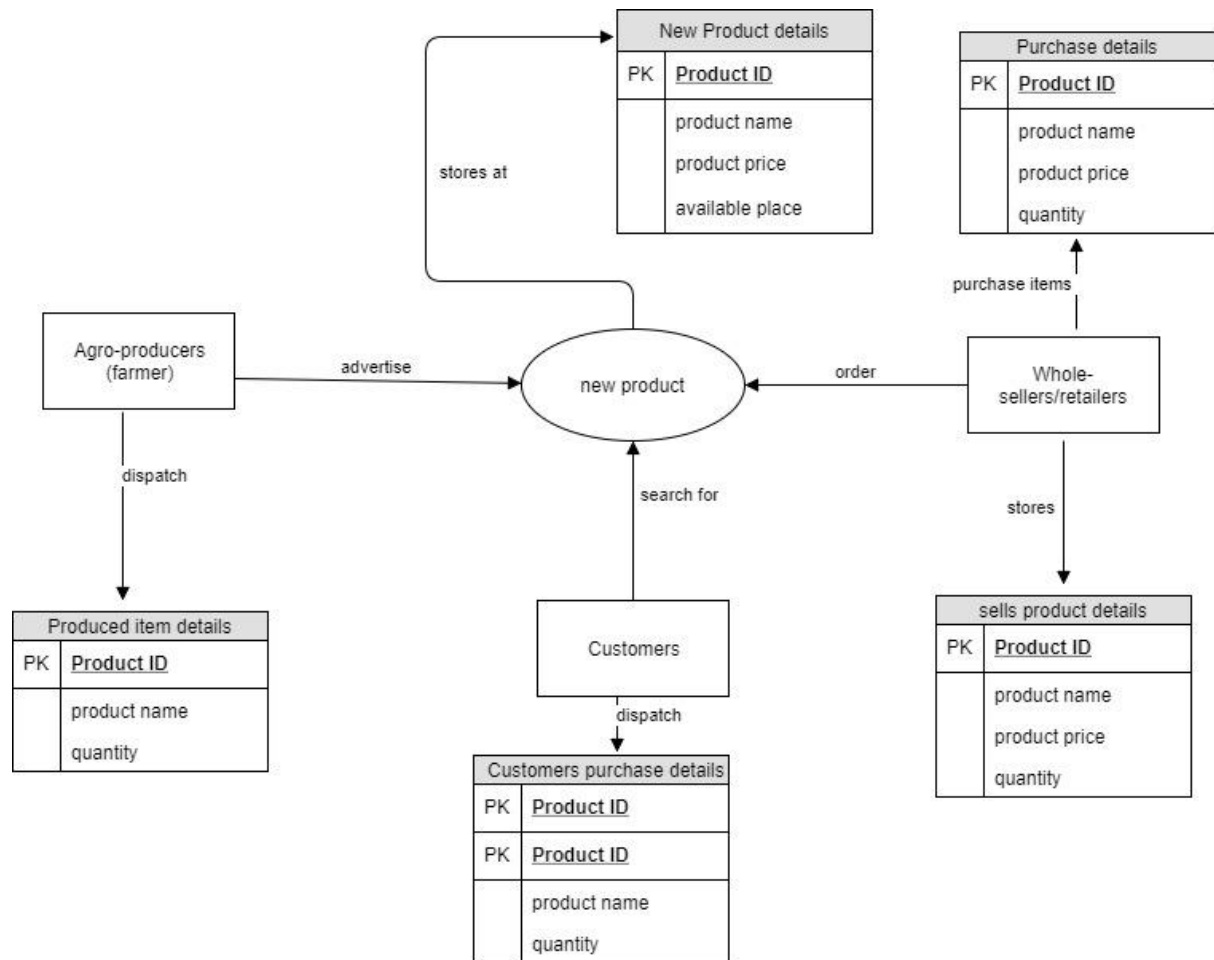 New Product details
PK Product ID
product name
product price
available place
Purchase details
PK Product ID
product name
product price
quantity
stores at
purchase items
Agro-producers
(farmer)
advertise
new product
order
Whole-
sellers/retailers
dispatch
search for
stores
Produced item details
PK Product ID
product name
quantity
Customers
dispatch
sells product details
PK Product ID
product name
product price
quantity
Customers purchase details
PK Product ID
PK Product ID
product name
quantity